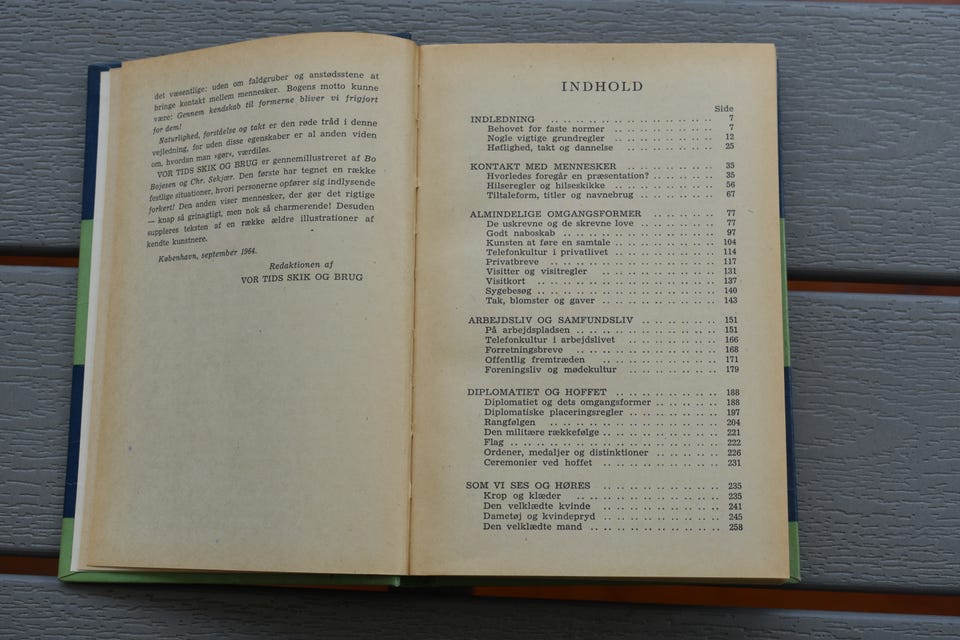 det væsentlige: uden om faldgruber og anstødsstene at
bringe kontakt mellem mennesker. Bogens motto kunne
være: Gennem kendskab til formerne bliver vi frigjort
for dem!
Naturlighed, forståelse og takt er den røde tråd i denne
vejledning, for uden disse egenskaber er al anden viden
om, hvordan man »gør«, værdiløs.
VOR TIDS SKIK OG BRUG er gennemillustreret af Bo
Bojesen og Chr. Sekjær. Den første har tegnet en række
festlige situationer, hvori personerne opfører sig indlysende
forkert! Den anden viser mennesker, der gør det rigtige
— knap så grinagtigt, men nok så charmerende! Desuden
suppleres teksten af en række ældre illustrationer af
kendte kunstnere.
København, september 1964.
Redaktionen af
VOR TIDS SKIK OG BRUG
INDHOLD
Side
INDLEDNING .. .. .. .. .. .. .. .. .. .. .. 7
Behovet for faste normer .. .. .. .. .. .. .. 7
Nogle vigtige grundregler .. .. .. .. .. .. .. 12
Høflighed, takt og dannelse .. .. .. .. .. .. 25
KONTAKT MED MENNESKER .. .. .. .. .. .. 35
Hvorledes foregår en præsentation? .. .. .. .. 35
Hilseregler og hilseskikke .. .. .. .. .. .. .. 56
Tiltaleform, titler og navnebrug .. .. .. .. .. 67
ALMINDELIGE OMGANGSFORMER .. .. .. .. 77
De uskrevne og de skrevne love .. .. .. .. .. 77
Godt naboskab .. .. .. .. .. .. .. .. .. .. 97
Kunsten at føre en samtale .. .. .. .. .. .. .. 104
Telefonkultur i privatlivet .. .. .. .. .. .. .. 114
Privatbreve .. .. .. .. .. .. .. .. .. .. .. 117
Visitter og visitregler .. .. .. .. .. .. .. .. 131
Visitkort .. .. .. .. .. .. .. .. .. .. .. .. 137
Sygebesøg .. .. .. .. .. .. .. .. .. .. .. .. 140
Tak, blomster og gaver .. .. .. .. .. .. .. .. 143
ARBEJDSLIV OG SAMFUNDSLIV .. .. .. .. .. 151
På arbejdspladsen .. .. .. .. .. .. .. .. .. .. 151
Telefonkultur i arbejdslivet .. .. .. .. .. .. .. 166
Forretningsbreve .. .. .. .. .. .. .. .. .. .. 168
Offentlig fremtræden .. .. .. .. .. .. .. .. 171
Foreningsliv og mødekultur .. .. .. .. .. .. .. 179
DIPLOMATIET OG HOFFET .. .. .. .. .. .. .. 188
Diplomatiet og dets omgangsformer .. .. .. .. 188
Diplomatiske placeringsregler .. .. .. .. .. .. 197
Rangfølgen .. .. .. .. .. .. .. .. .. .. .. 204
Den militære rækkefølge .. .. .. .. .. .. .. .. 221
Flag .. .. .. .. .. .. .. .. .. .. .. .. .. .. 222
Ordener, medaljer og distinktioner .. .. .. .. .. 226
Ceremonier ved hoffet .. .. .. .. .. .. .. .. 231
SOM VI SES OG HØRES .. .. .. .. .. .. .. .. 235
Krop og klæder .. .. .. .. .. .. .. .. .. .. 235
Den velklædte kvinde .. .. .. .. .. .. .. .. .. 241
Dametøj og kvindepryd .. .. .. .. .. .. .. .. 245
Den velklædte mand .. .. .. .. .. .. .. .. .. 258